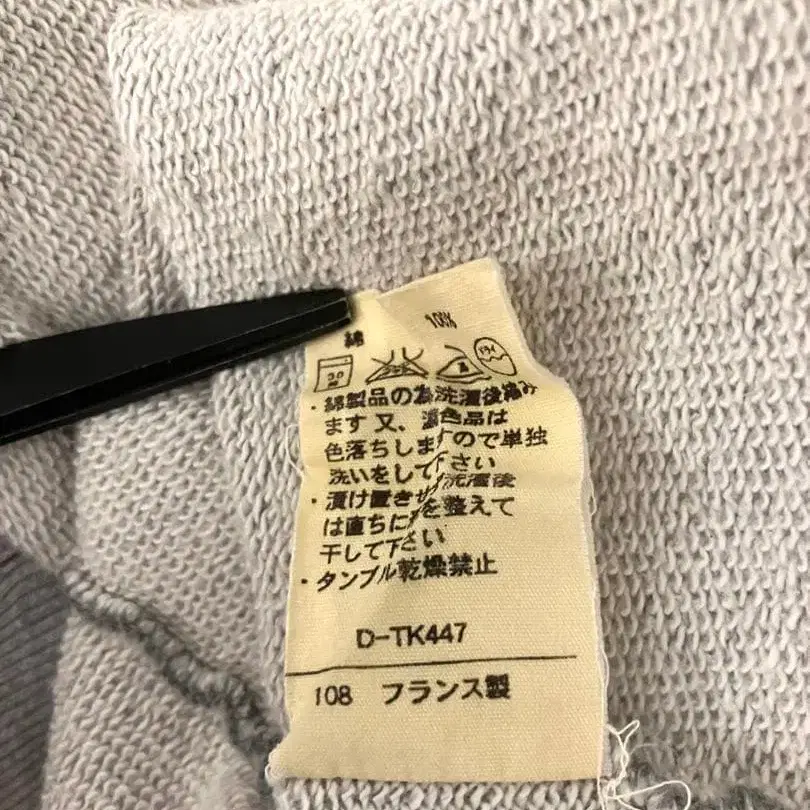 綿 100%
30
ドライ
・綿製品の為洗濯後縮み
ます又、濃色品は
色落ちしますので単独
洗いをして下さい
・漬け置きせず洗濯後
は直ちに形を整えて
干して下さい
・タンブル乾燥禁止
D-TK447
108 フランス製